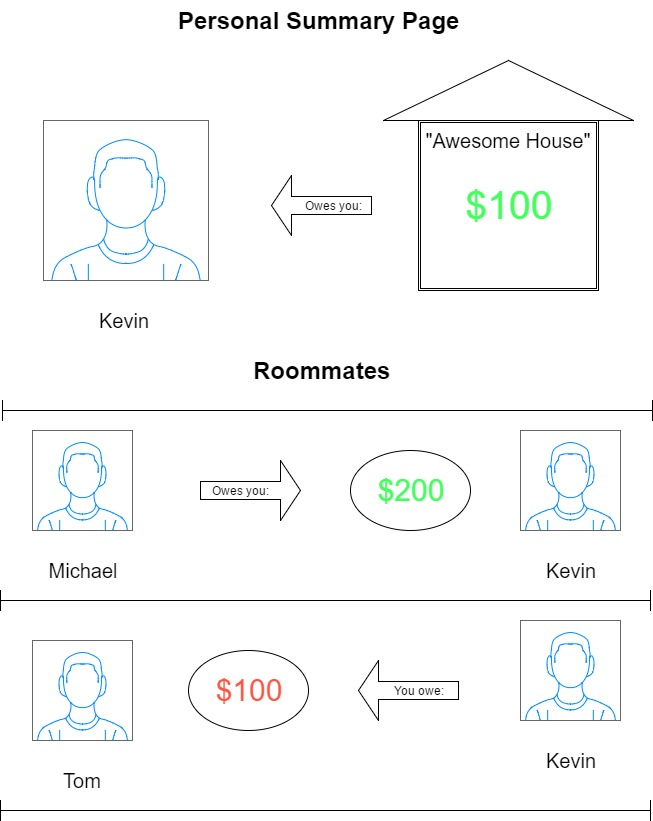 Personal Summary Page
"Awesome House"
$100
Owes you:
Kevin
Roommates
Owes you:
$200
Michael
Kevin
$100
You owe:
Tom
Kevin